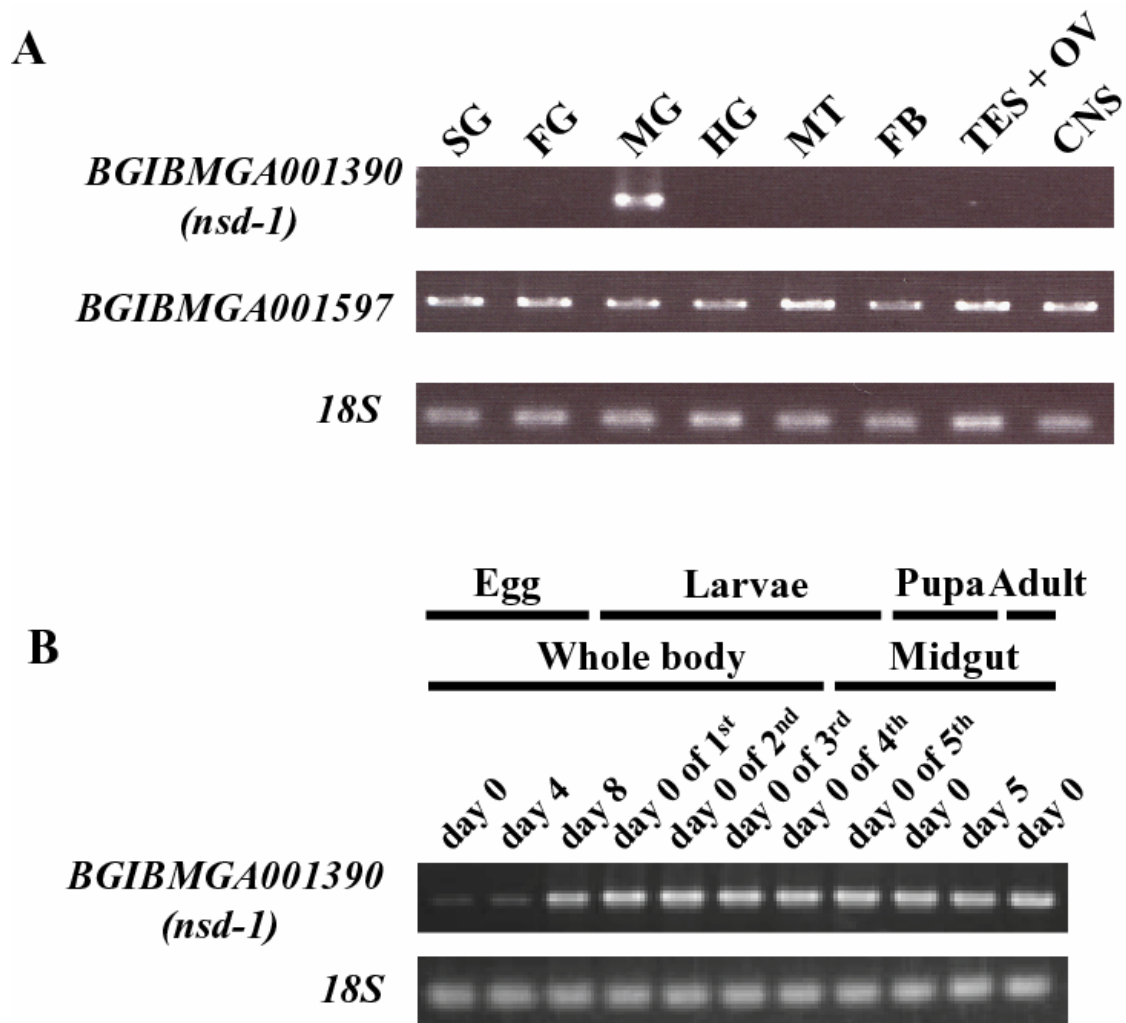 A
SG FG MG HG MT FB TES + OV CNS
BGIBMGA001390
(nsd-1)
BGIBMGA001597
18S
Egg Larvae Pupa Adult
B
Whole body Midgut
day 0 day 4 day 8 day 0 of 1st day 0 of 2nd day 0 of 3rd day 0 of 4th day 0 of 5th day 0 day 5 day 0
BGIBMGA001390
(nsd-1)
18S